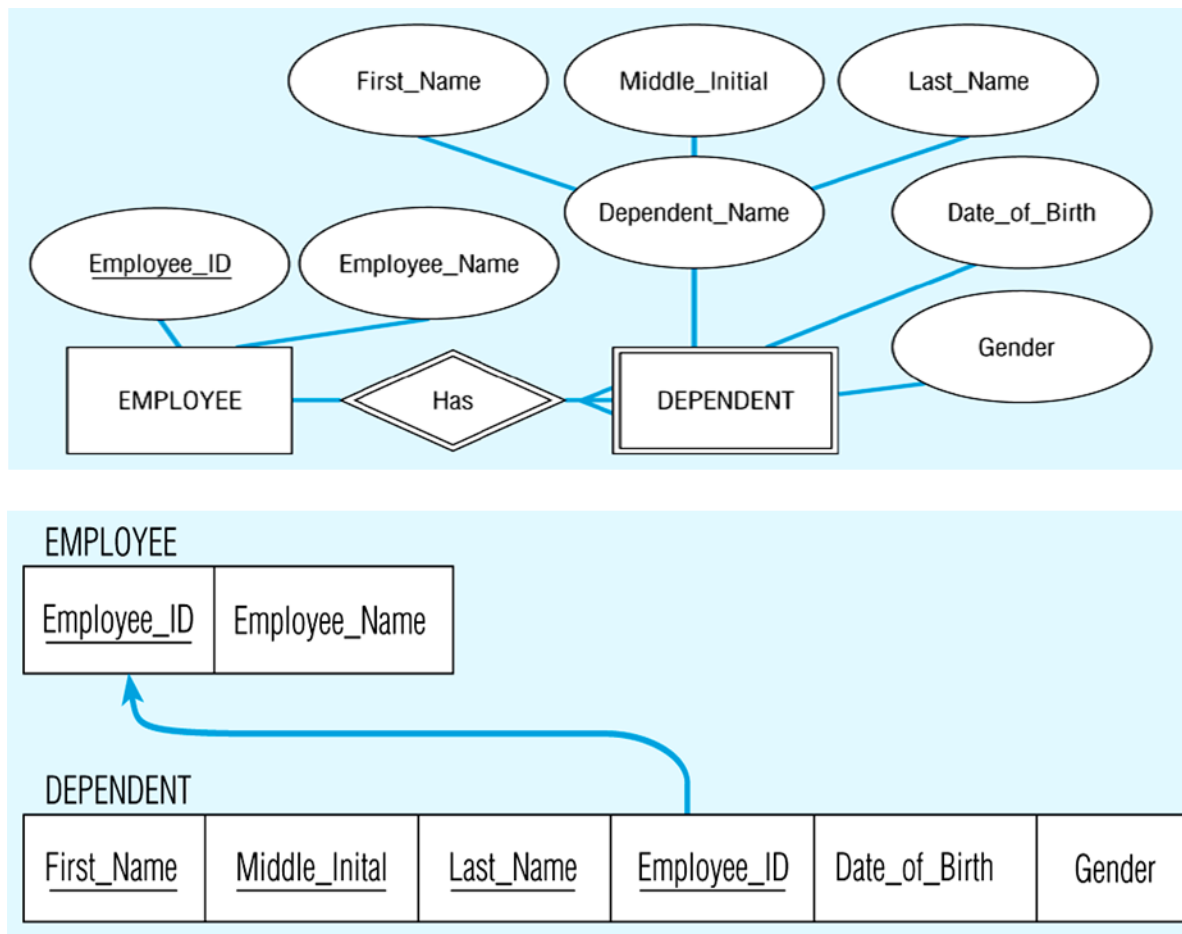 First_Name Middle_Initial Last_Name
Dependent_Name Date_of_Birth
Employee_ID Employee_Name
Gender
EMPLOYEE Has DEPENDENT
EMPLOYEE
Employee_ID Employee_Name
DEPENDENT
First_Name Middle_Inital Last_Name Employee_ID Date_of_Birth Gender